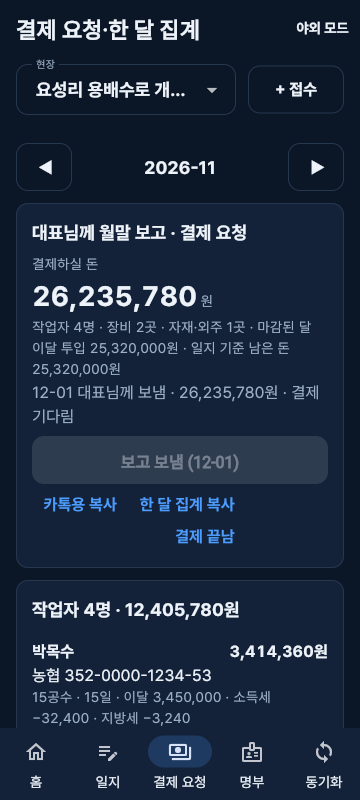 결제 요청·한 달 집계
야외 모드
현장
요성리 용배수로 개...
+ 접수
◀
2026-11
▶
대표님께 월말 보고 · 결제 요청
결제하실 돈
26,235,780 원
작업자 4명 · 장비 2곳 · 자재·외주 1곳 · 마감된 달
이달 투입 25,320,000원 · 일지 기준 남은 돈
25,320,000원
12-01 대표님께 보냄 · 26,235,780원 · 결제
기다림
보고 보냄 (12-01)
카톡용 복사
한 달 집계 복사
결제 끝남
작업자 4명 · 12,405,780원
박목수
3,414,360원
농협 352-0000-1234-53
15공수 · 15일 · 이달 3,450,000 · 소득세
−32,400 · 지방세 −3,240
홈
일지
결제 요청
명부
동기화